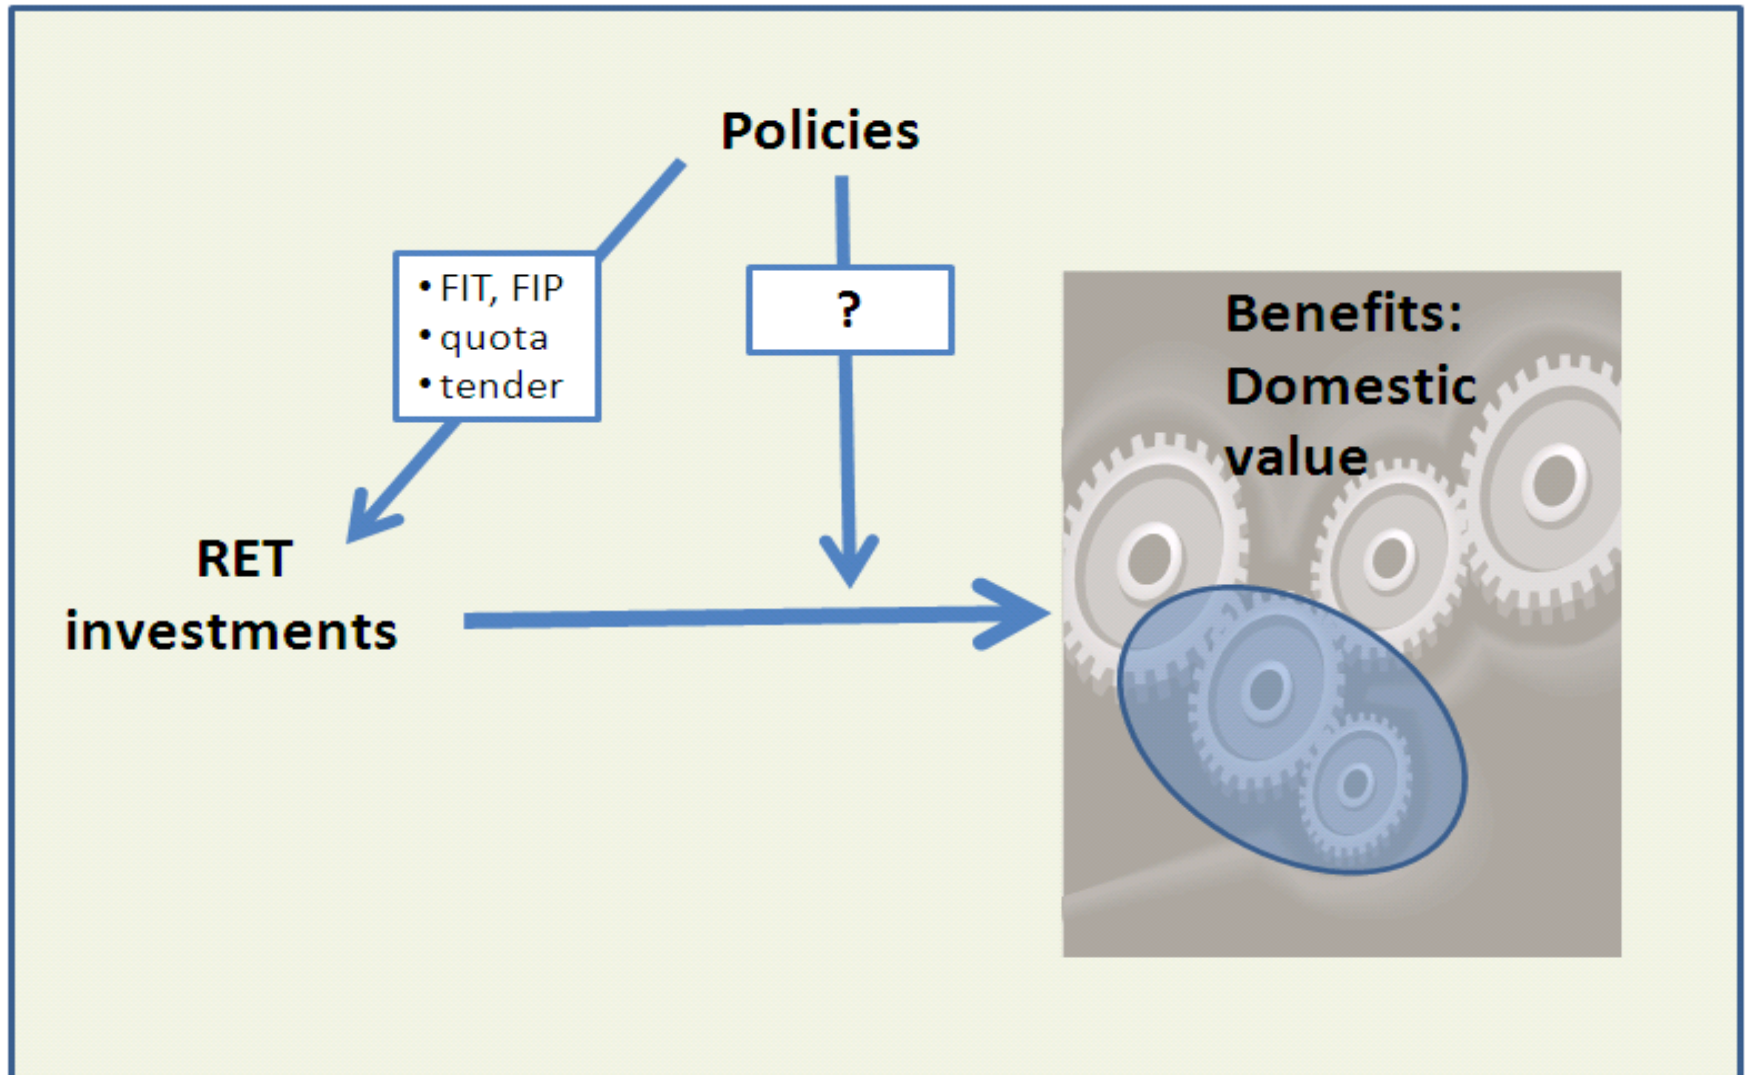 Policies
• FIT, FIP
• quota
• tender
?
Benefits:
Domestic
value
RET
investments